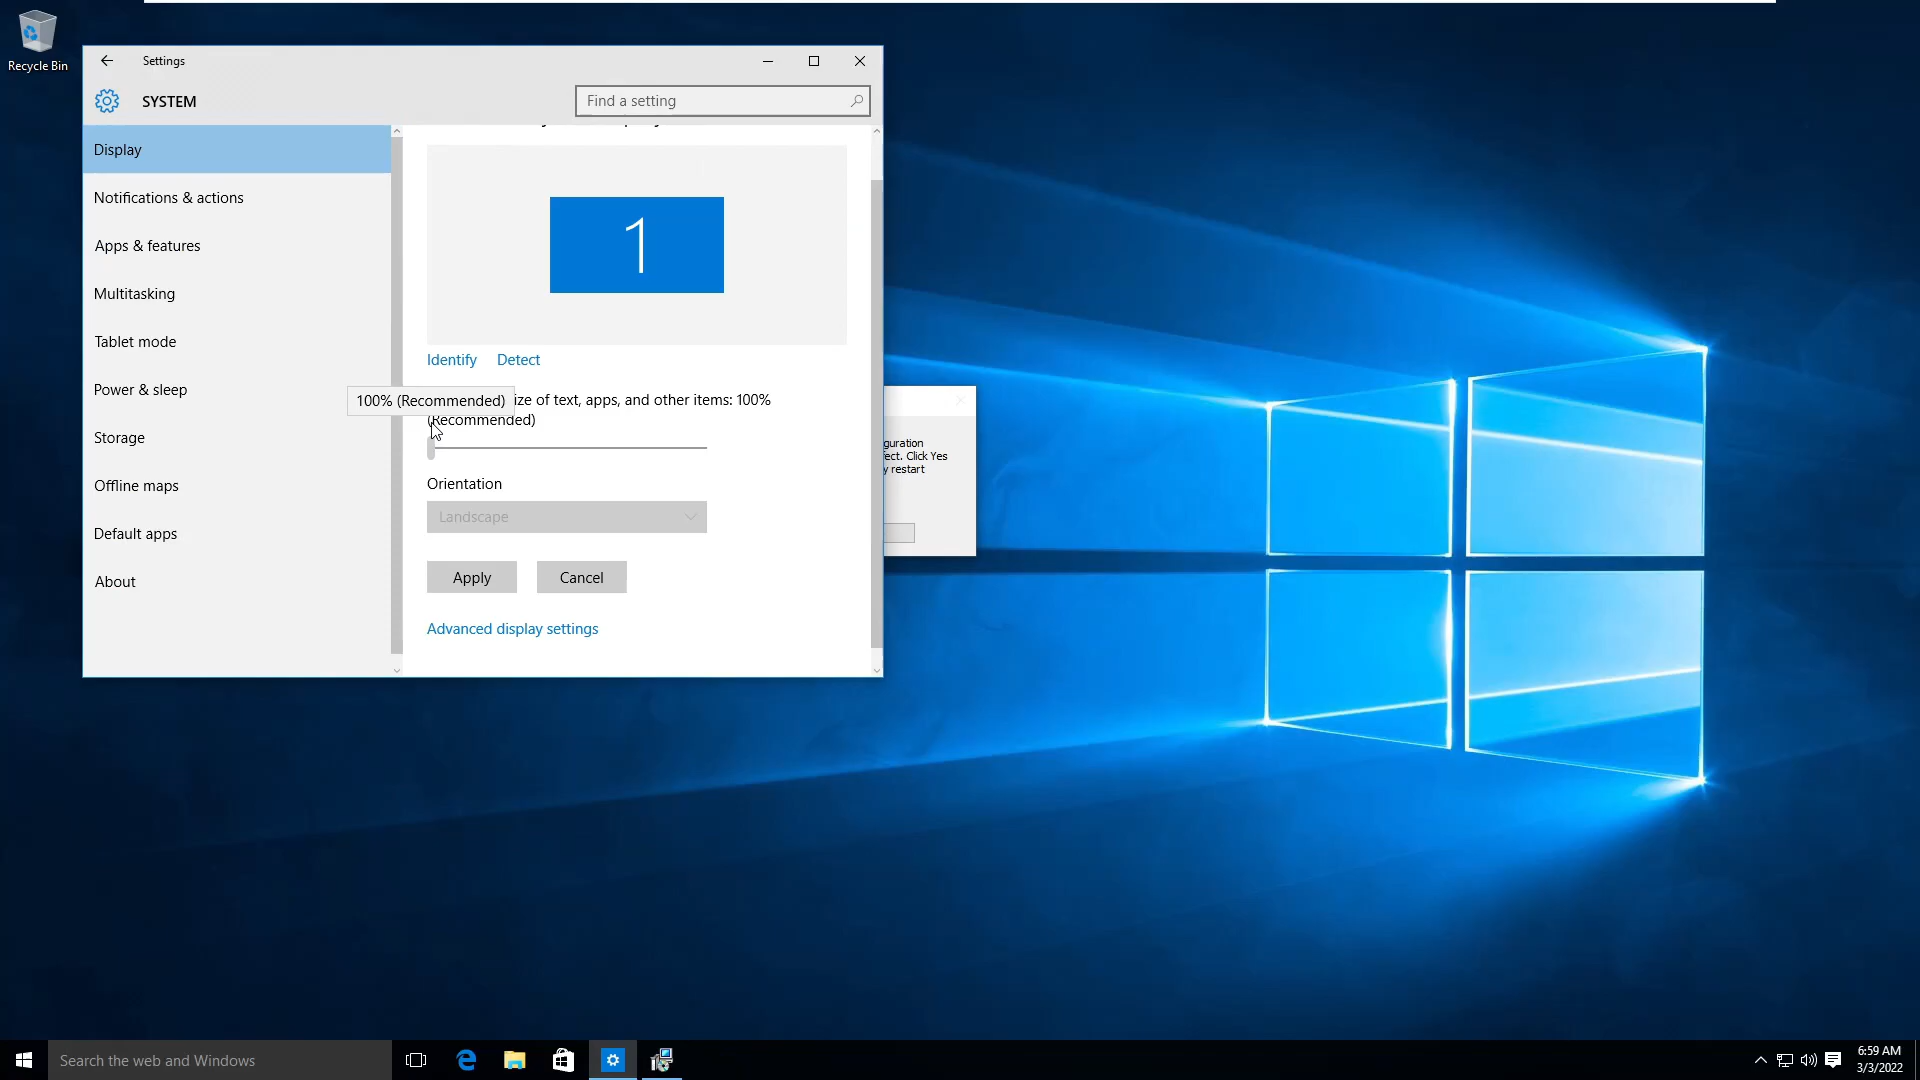 Recycle Bin
Settings
SYSTEM
Find a setting
Display
Notifications & actions
Apps & features
Multitasking
Tablet mode
Power & sleep
Storage
Offline maps
Default apps
About
1
Identify Detect
100% (Recommended)
ize of text, apps, and other items: 100%
(Recommended)
Orientation
Landscape
Apply Cancel
Advanced display settings
guration
fect. Click Yes
y restart
Search the web and Windows
6:59 AM
3/3/2022